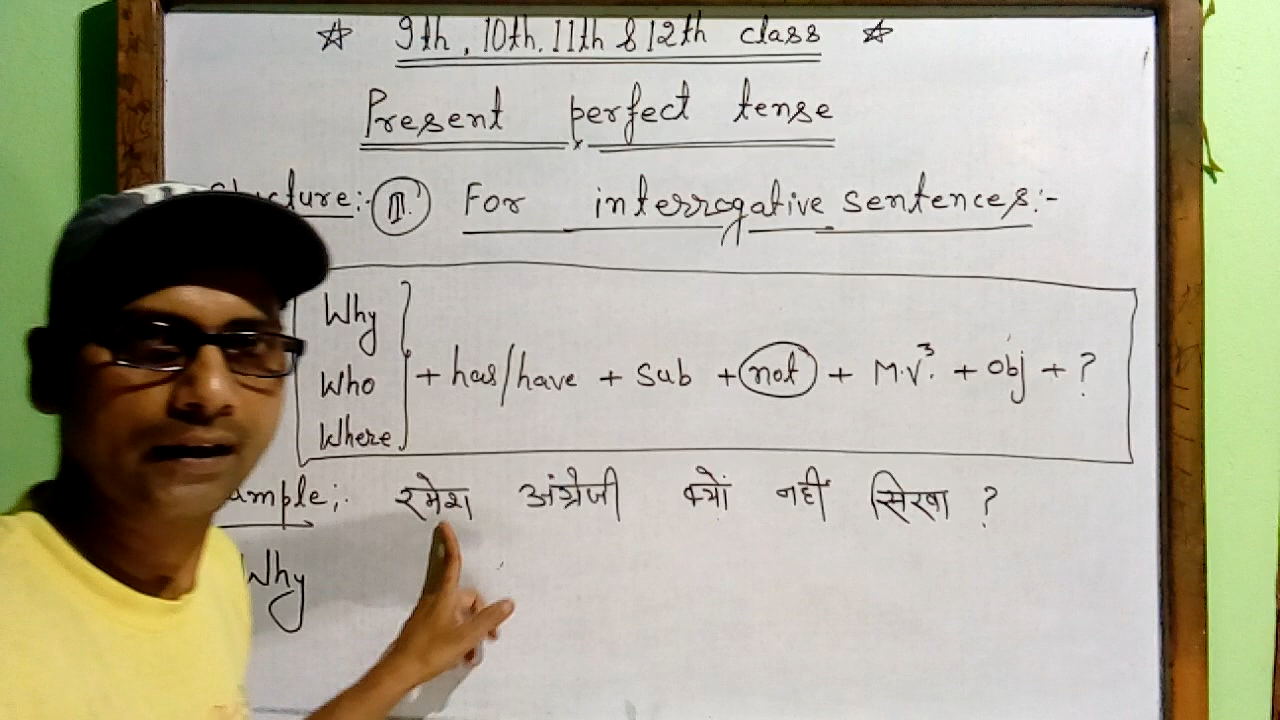 ☆ 9th, 10th. 11th & 12th class ☆
Present perfect tense
:- II. For interrogative sentences:-
Why
Who
Where
+ has/have + Sub + not + M.V³. + Obj + ?
रमेश अंग्रेजी क्यों नहीं सिखा ?
Why